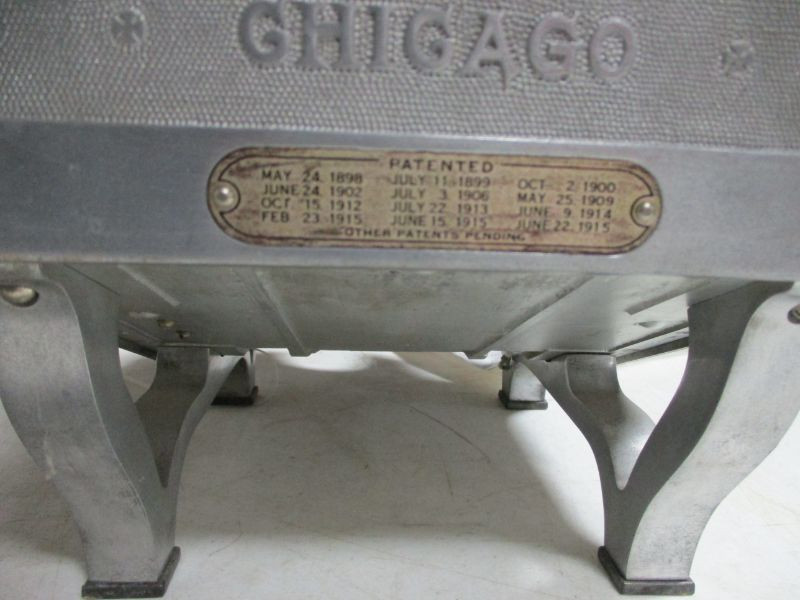 CHICAGO
PATENTED
MAY 24. 1898 JULY 11. 1899 OCT 2. 1900
JUNE 24. 1902 JULY 3. 1906 MAY 25. 1909
OCT 15. 1912 JULY 22. 1913 JUNE 9. 1914
FEB 23. 1915 JUNE 15. 1915 JUNE 22. 1915
OTHER PATENTS PENDING